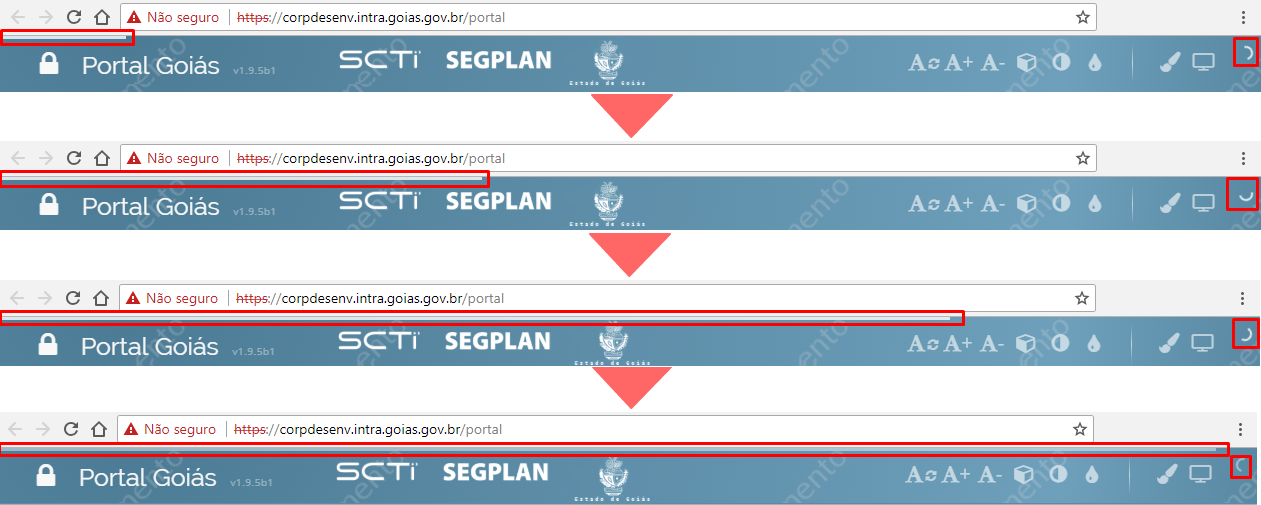 Não seguro https://corpdesenv.intra.goias.gov.br/portal
Portal Goiás v1.9.5b1 SCTi SEGPLAN A A+ A-
Estado de Goiás
Não seguro https://corpdesenv.intra.goias.gov.br/portal
Portal Goiás v1.9.5b1 SCTi SEGPLAN A A+ A-
Estado de Goiás
Não seguro https://corpdesenv.intra.goias.gov.br/portal
Portal Goiás v1.9.5b1 SCTi SEGPLAN A A+ A-
Estado de Goiás
Não seguro https://corpdesenv.intra.goias.gov.br/portal
Portal Goiás v1.9.5b1 SCTi SEGPLAN A A+ A-
Estado de Goiás